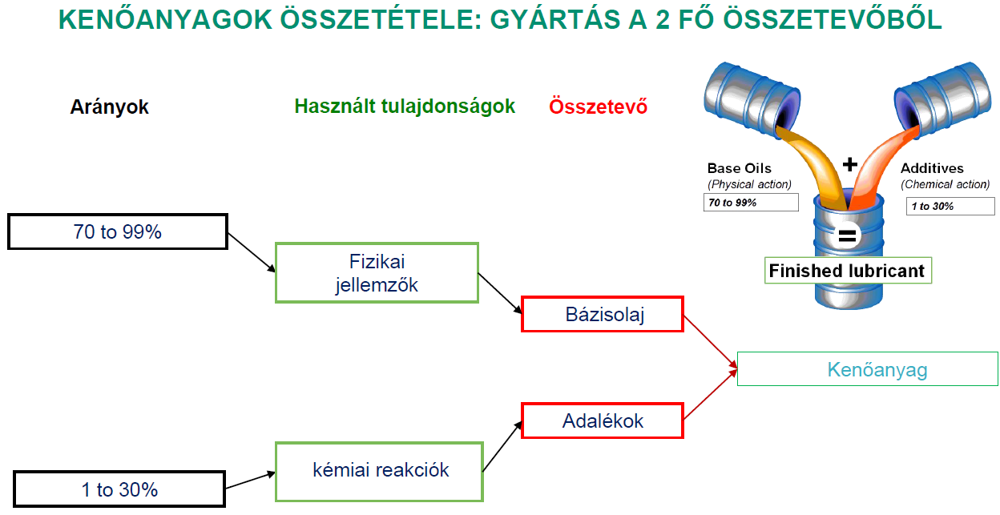 KENŐANYAGOK ÖSSZETÉTELE: GYÁRTÁS A 2 FŐ ÖSSZETEVŐBŐL
Arányok
Használt tulajdonságok
Összetevő
Base Oils
(Physical action)
70 to 99%
+
Additives
(Chemical action)
1 to 30%
=
Finished lubricant
70 to 99%
Fizikai
jellemzők
Bázisolaj
Kenőanyag
Adalékok
kémiai reakciók
1 to 30%